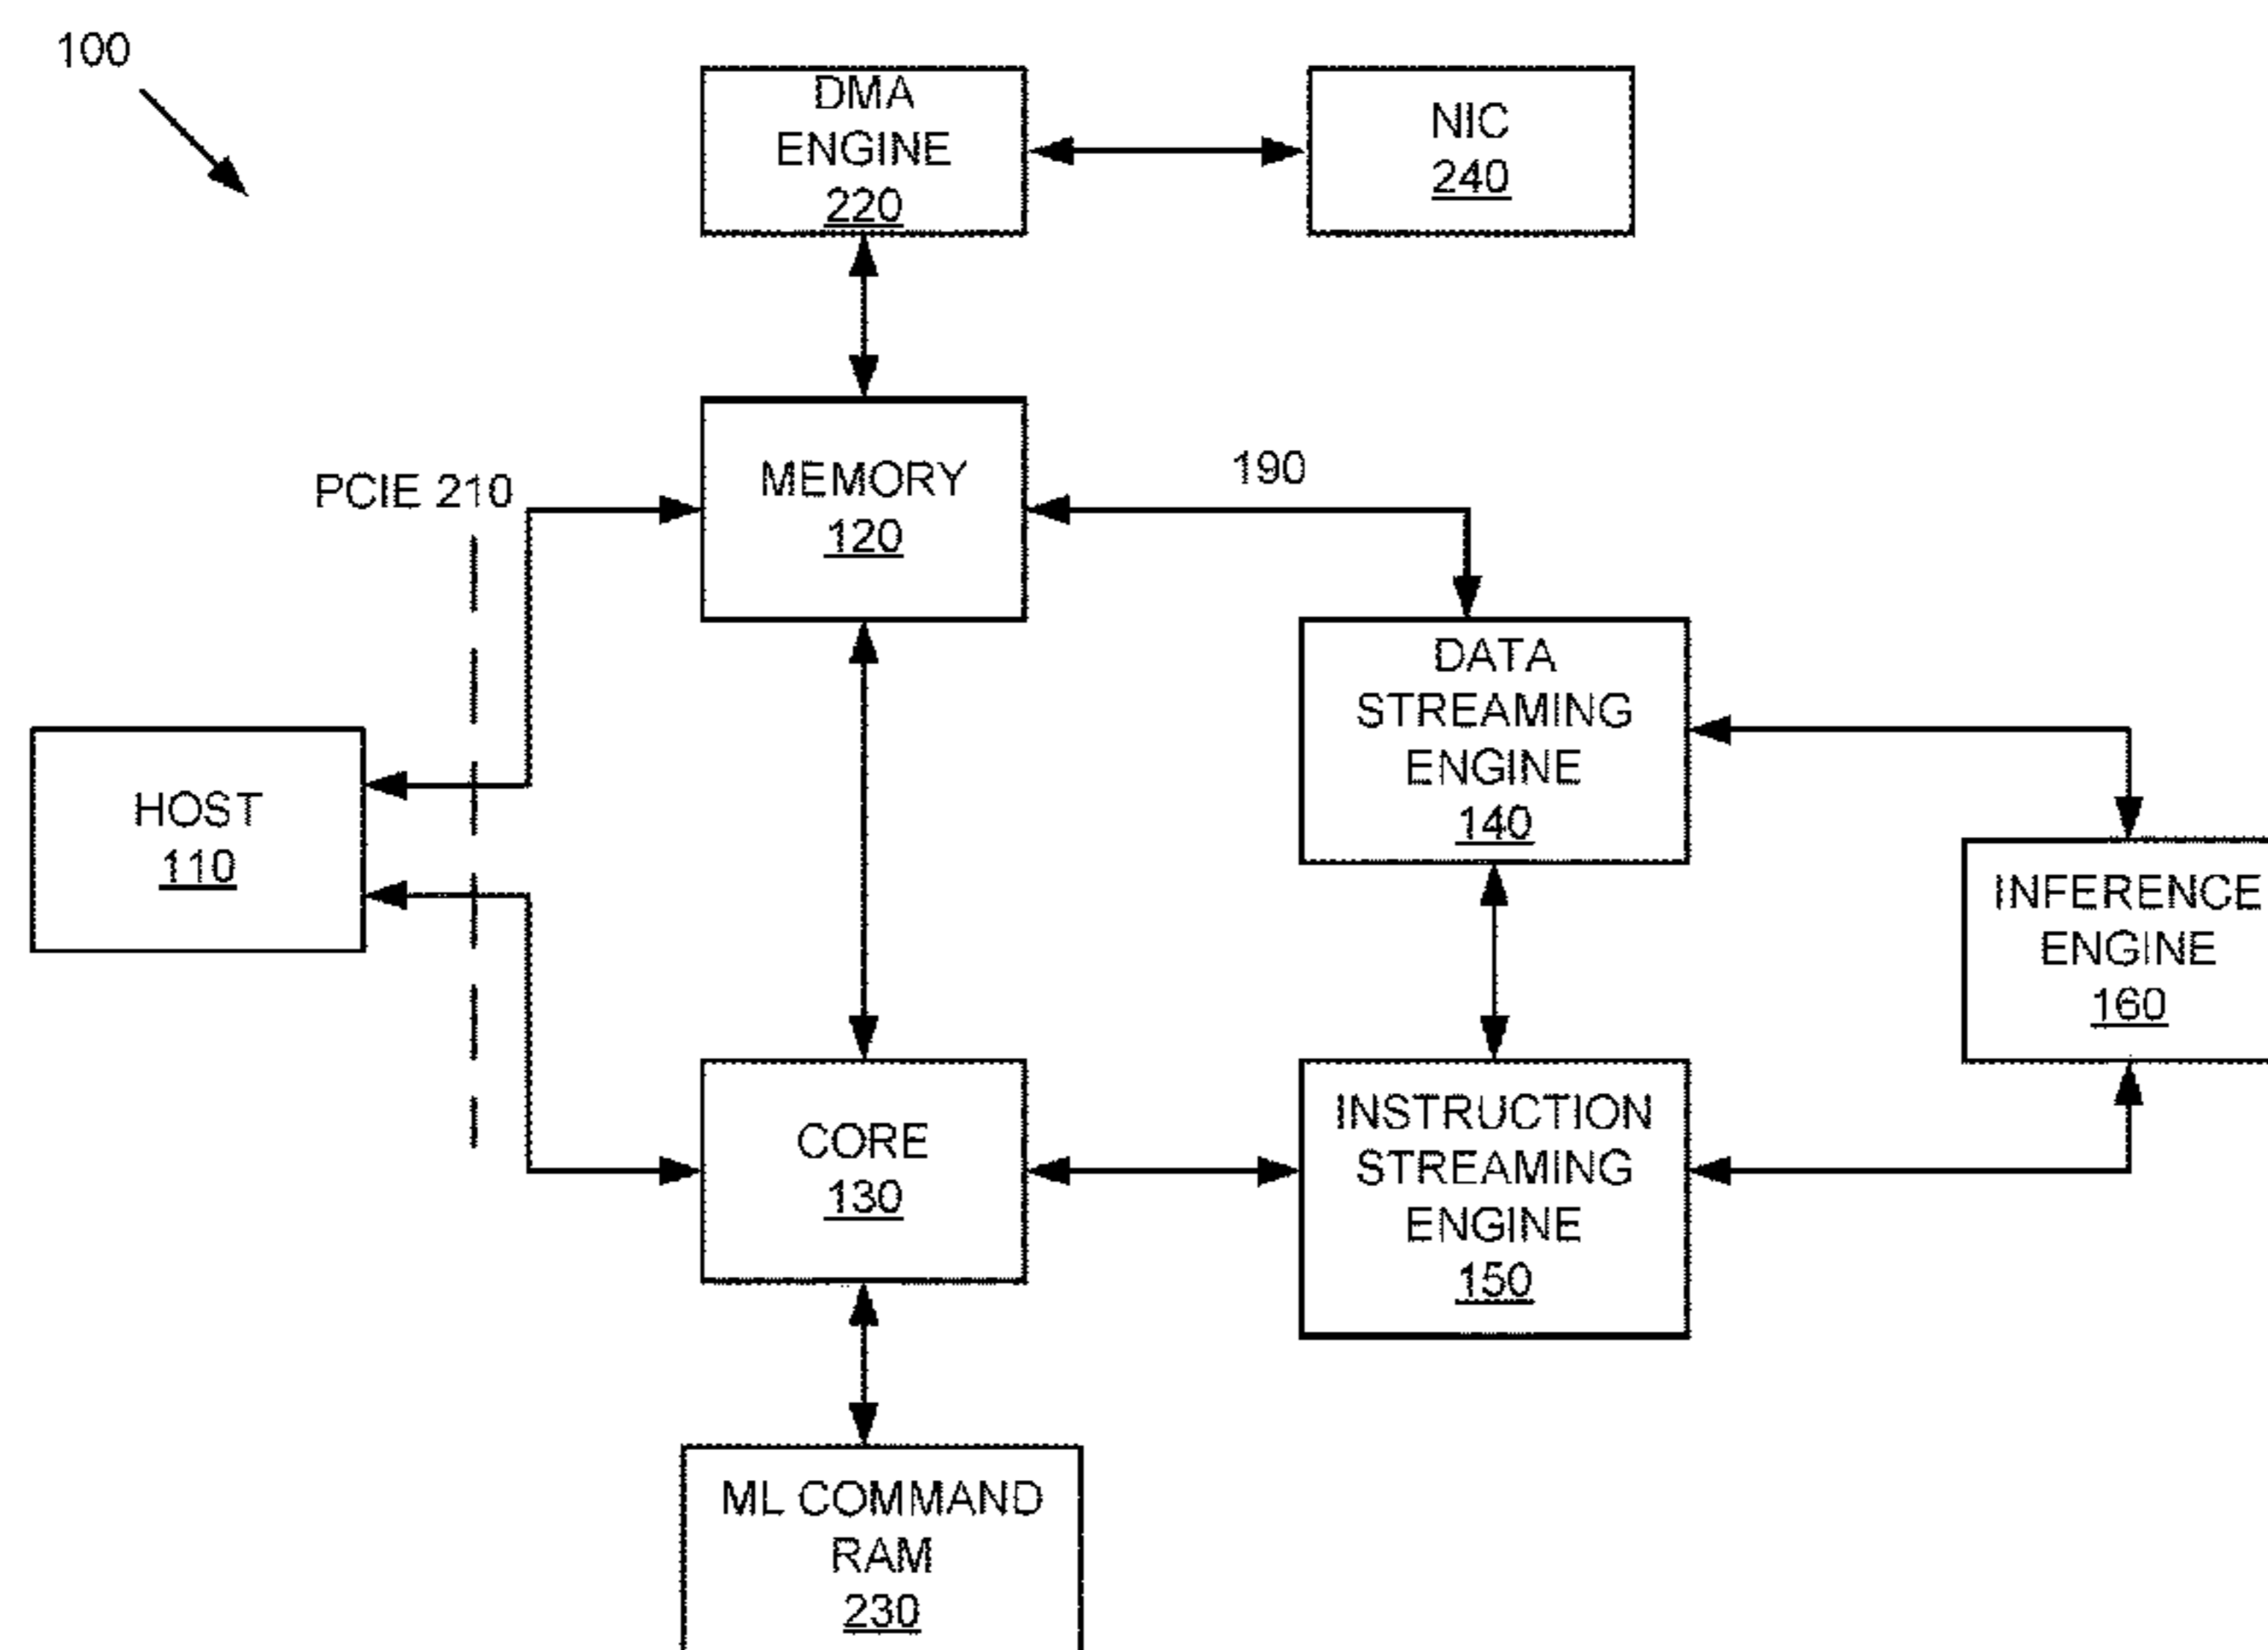 100
DMA
ENGINE
220
NIC
240
PCIE 210
MEMORY
120
190
DATA
STREAMING
ENGINE
140
HOST
110
INFERENCE
ENGINE
160
CORE
130
INSTRUCTION
STREAMING
ENGINE
150
ML COMMAND
RAM
230